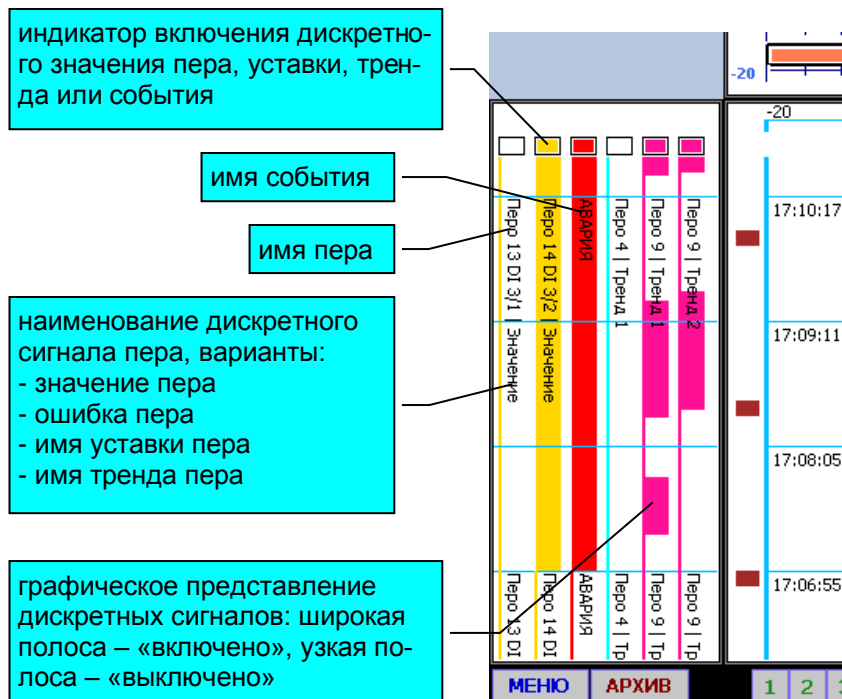 индикатор включения дискретно-
го значения пера, уставки, трен-
да или события
имя события
имя пера
наименование дискретного
сигнала пера, варианты:
- значение пера
- ошибка пера
- имя уставки пера
- имя тренда пера
графическое представление
дискретных сигналов: широкая
полоса – «включено», узкая по-
лоса – «выключено»
Перо 13 DI 3/1 | Значение
Перо 14 DI 3/2 | Значение
АВАРИЯ
Перо 4 | Тренд 1
Перо 9 | Тренд 1
Перо 9 | Тренд 2
Перо 13 DI
Перо 14 DI
АВАРИЯ
Перо 4 | Тр
Перо 9 | Тр
Перо 9 | Тр
-20
-20
17:10:17
17:09:11
17:08:05
17:06:55
МЕНЮ
АРХИВ
1
2
3